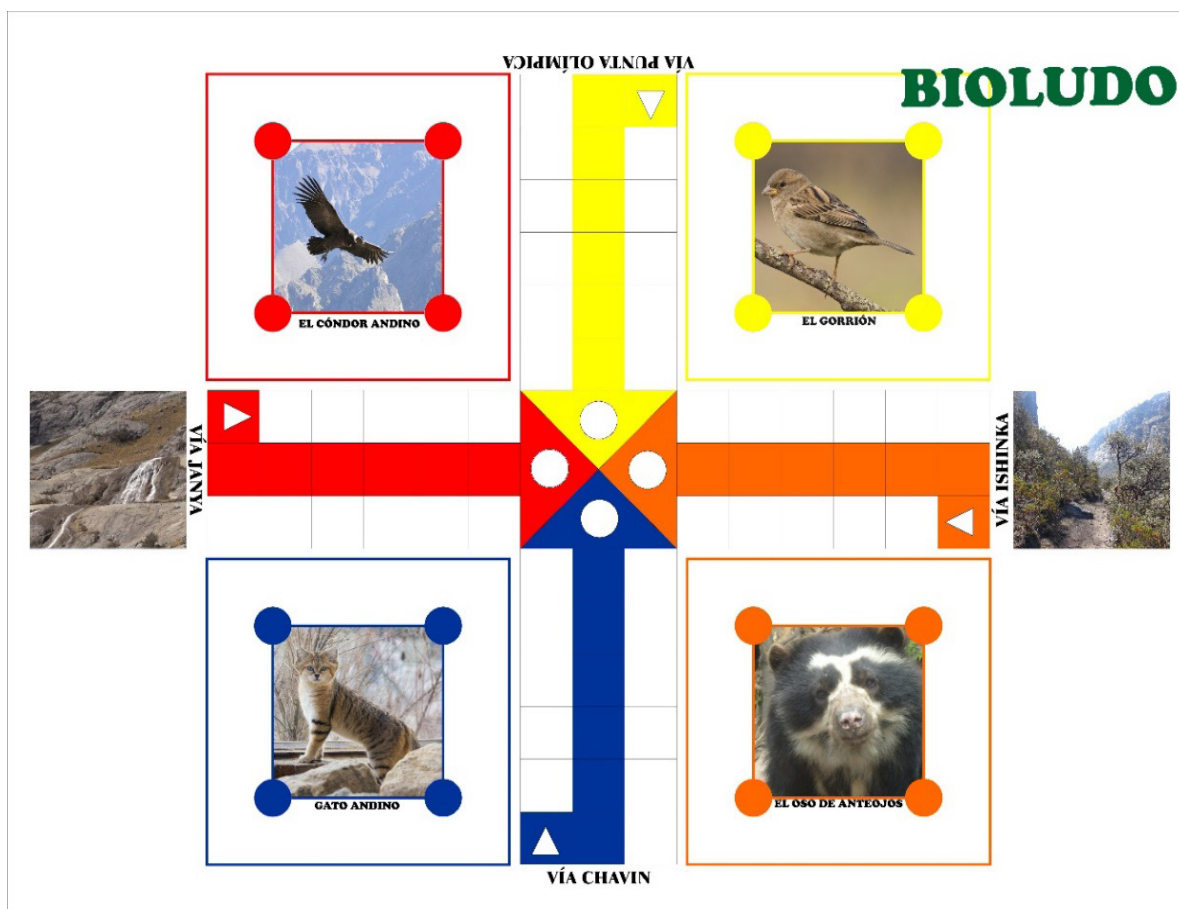 VÍA PUNTA OLÍMPICA
BIOLUDO
EL CÓNDOR ANDINO
EL GORRIÓN
VÍA JANYA
VÍA ISHINKA
GATO ANDINO
EL OSO DE ANTEOJOS
VÍA CHAVIN